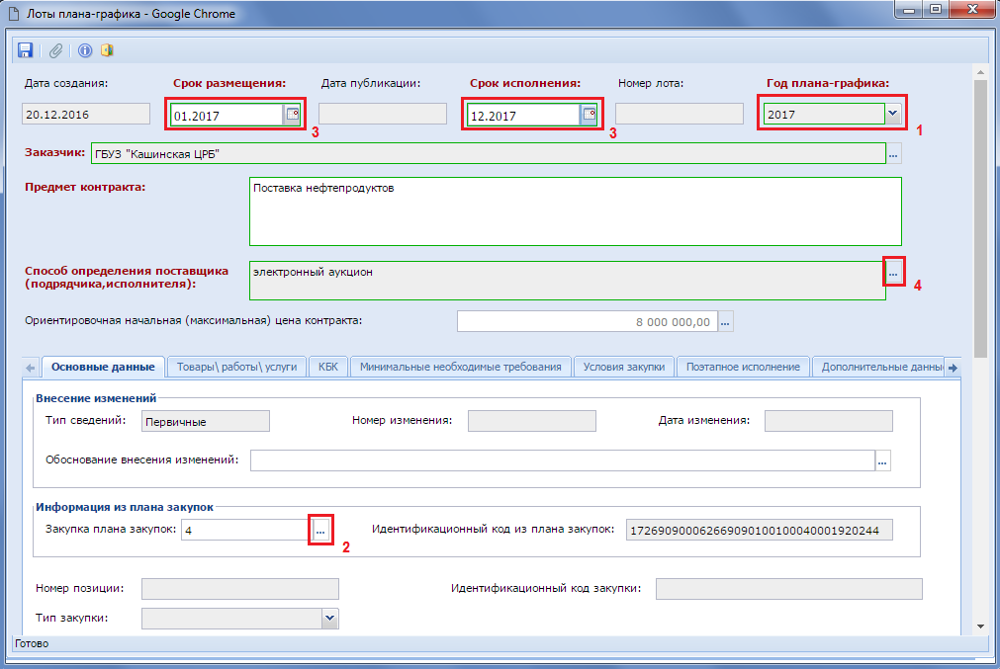 Лоты плана-графика - Google Chrome
Дата создания: Срок размещения: Дата публикации: Срок исполнения: Номер лота: Год плана-графика:
20.12.2016 01.2017 12.2017 2017
3 3 1
Заказчик: ГБУЗ "Кашинская ЦРБ" ...
Предмет контракта: Поставка нефтепродуктов
Способ определения поставщика электронный аукцион ...
(подрядчика,исполнителя): 4
Ориентировочная начальная (максимальная) цена контракта: 8 000 000,00 ...
Основные данные Товары\ работы\ услуги КБК Минимальные необходимые требования Условия закупки Поэтапное исполнение Дополнительные данны
Внесение изменений
Тип сведений: Первичные Номер изменения: Дата изменения:
Обоснование внесения изменений: ...
Информация из плана закупок
Закупка плана закупок: 4 ... Идентификационный код из плана закупок: 172690900062669090100100040001920244
2
Номер позиции: Идентификационный код закупки:
Тип закупки:
Готово